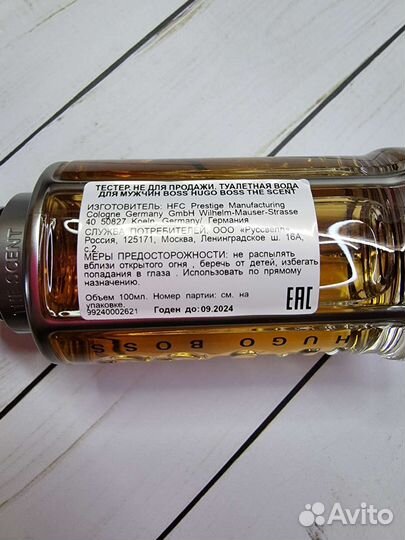 ТЕСТЕР НЕ ДЛЯ ПРОДАЖИ. ТУАЛЕТНАЯ ВОДА
ДЛЯ МУЖЧИН BOSS HUGO BOSS THE SCENT
ИЗГОТОВИТЕЛЬ: HFC Prestige Manufacturing
Cologne Germany GmbH Wilhelm-Mauser-Strasse
40 50827 Koeln Germany/ Германия
СЛУЖБА ПОТРЕБИТЕЛЕЙ, ООО «Руссвелл»
Россия, 125171, Москва, Ленинградское ш. 16А,
с.2.
МЕРЫ ПРЕДОСТОРОЖНОСТИ: не распылять
вблизи открытого огня , беречь от детей, избегать
попадания в глаза . Использовать по прямому
назначению.
Объем 100мл. Номер партии: см. на
упаковке.
99240002621 Годен до:09.2024
EAC
THE SCENT
HUGO BOSS
Avito